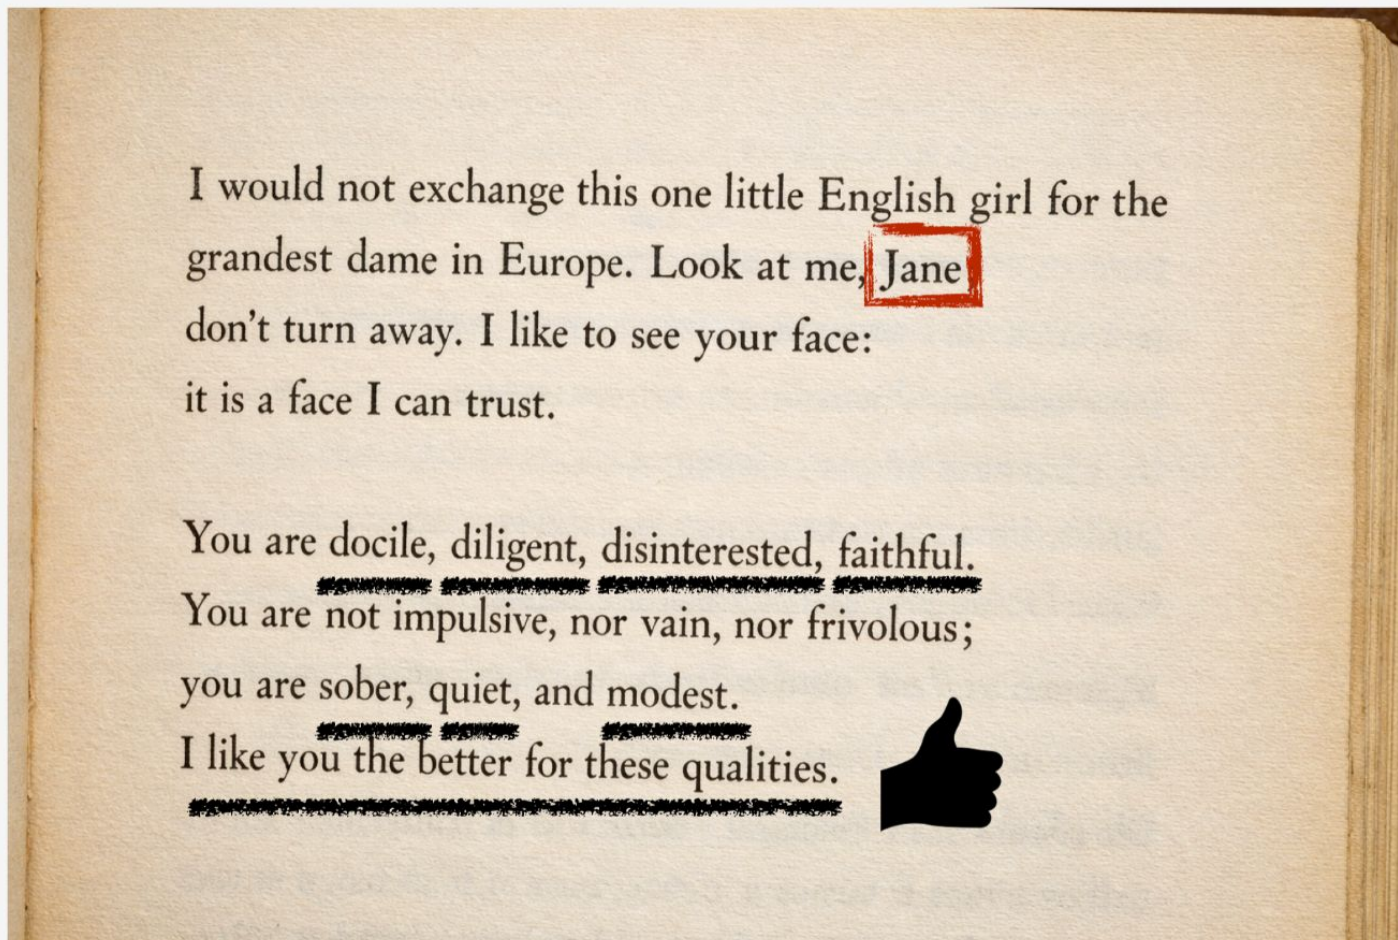 I would not exchange this one little English girl for the
grandest dame in Europe. Look at me, Jane
don't turn away. I like to see your face:
it is a face I can trust.
You are docile, diligent, disinterested, faithful.
You are not impulsive, nor vain, nor frivolous;
you are sober, quiet, and modest.
I like you the better for these qualities.